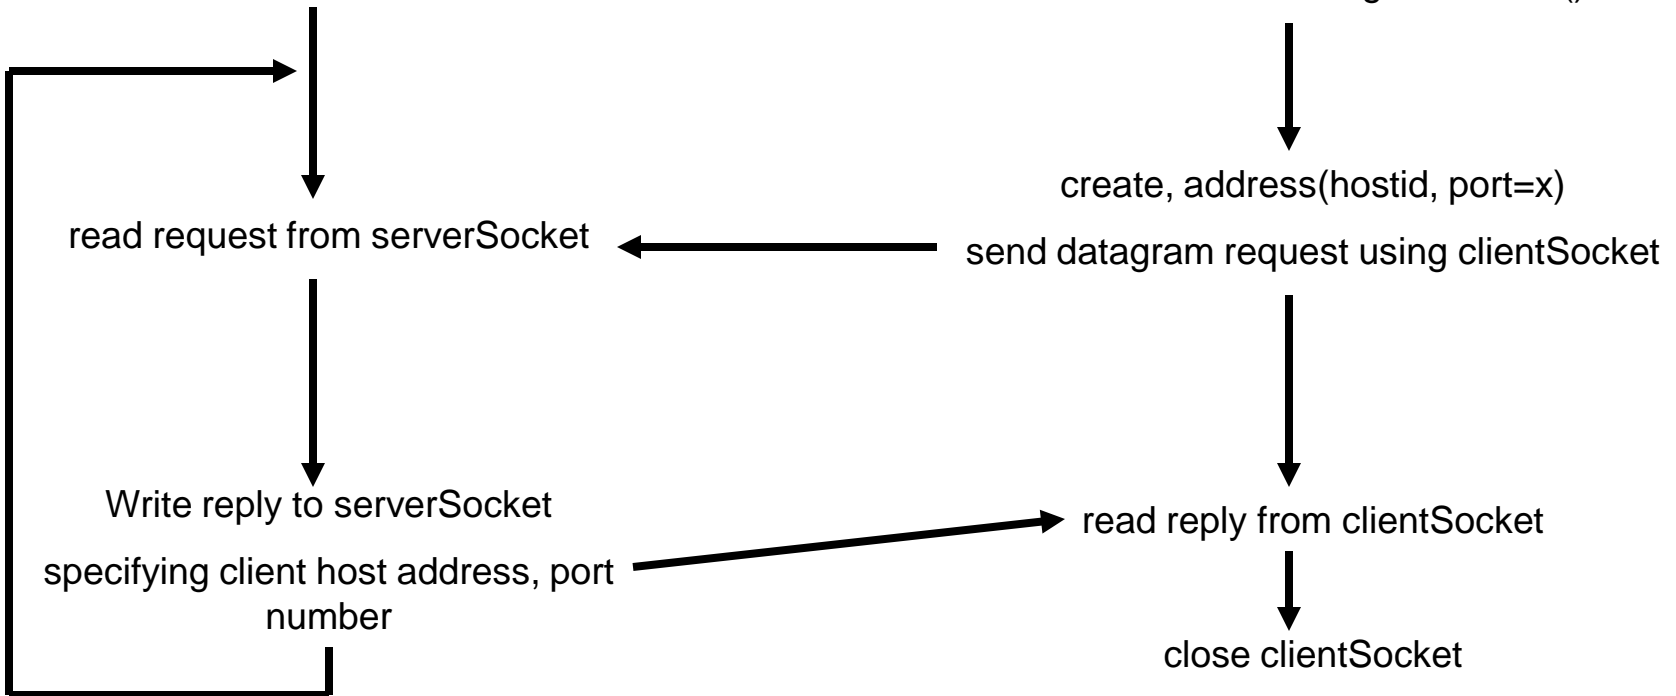 create, address(hostid, port=x)
read request from serverSocket
send datagram request using clientSocket
Write reply to serverSocket
specifying client host address, port
number
read reply from clientSocket
close clientSocket